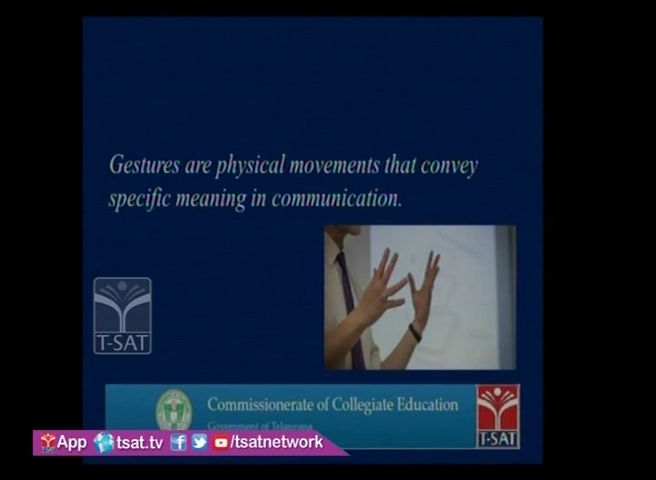 Gestures are physical movements that convey
specific meaning in communication.
T-SAT
Commissionerate of Collegiate Education
Government of Telangana
T-SAT
App tsat.tv /tsatnetwork